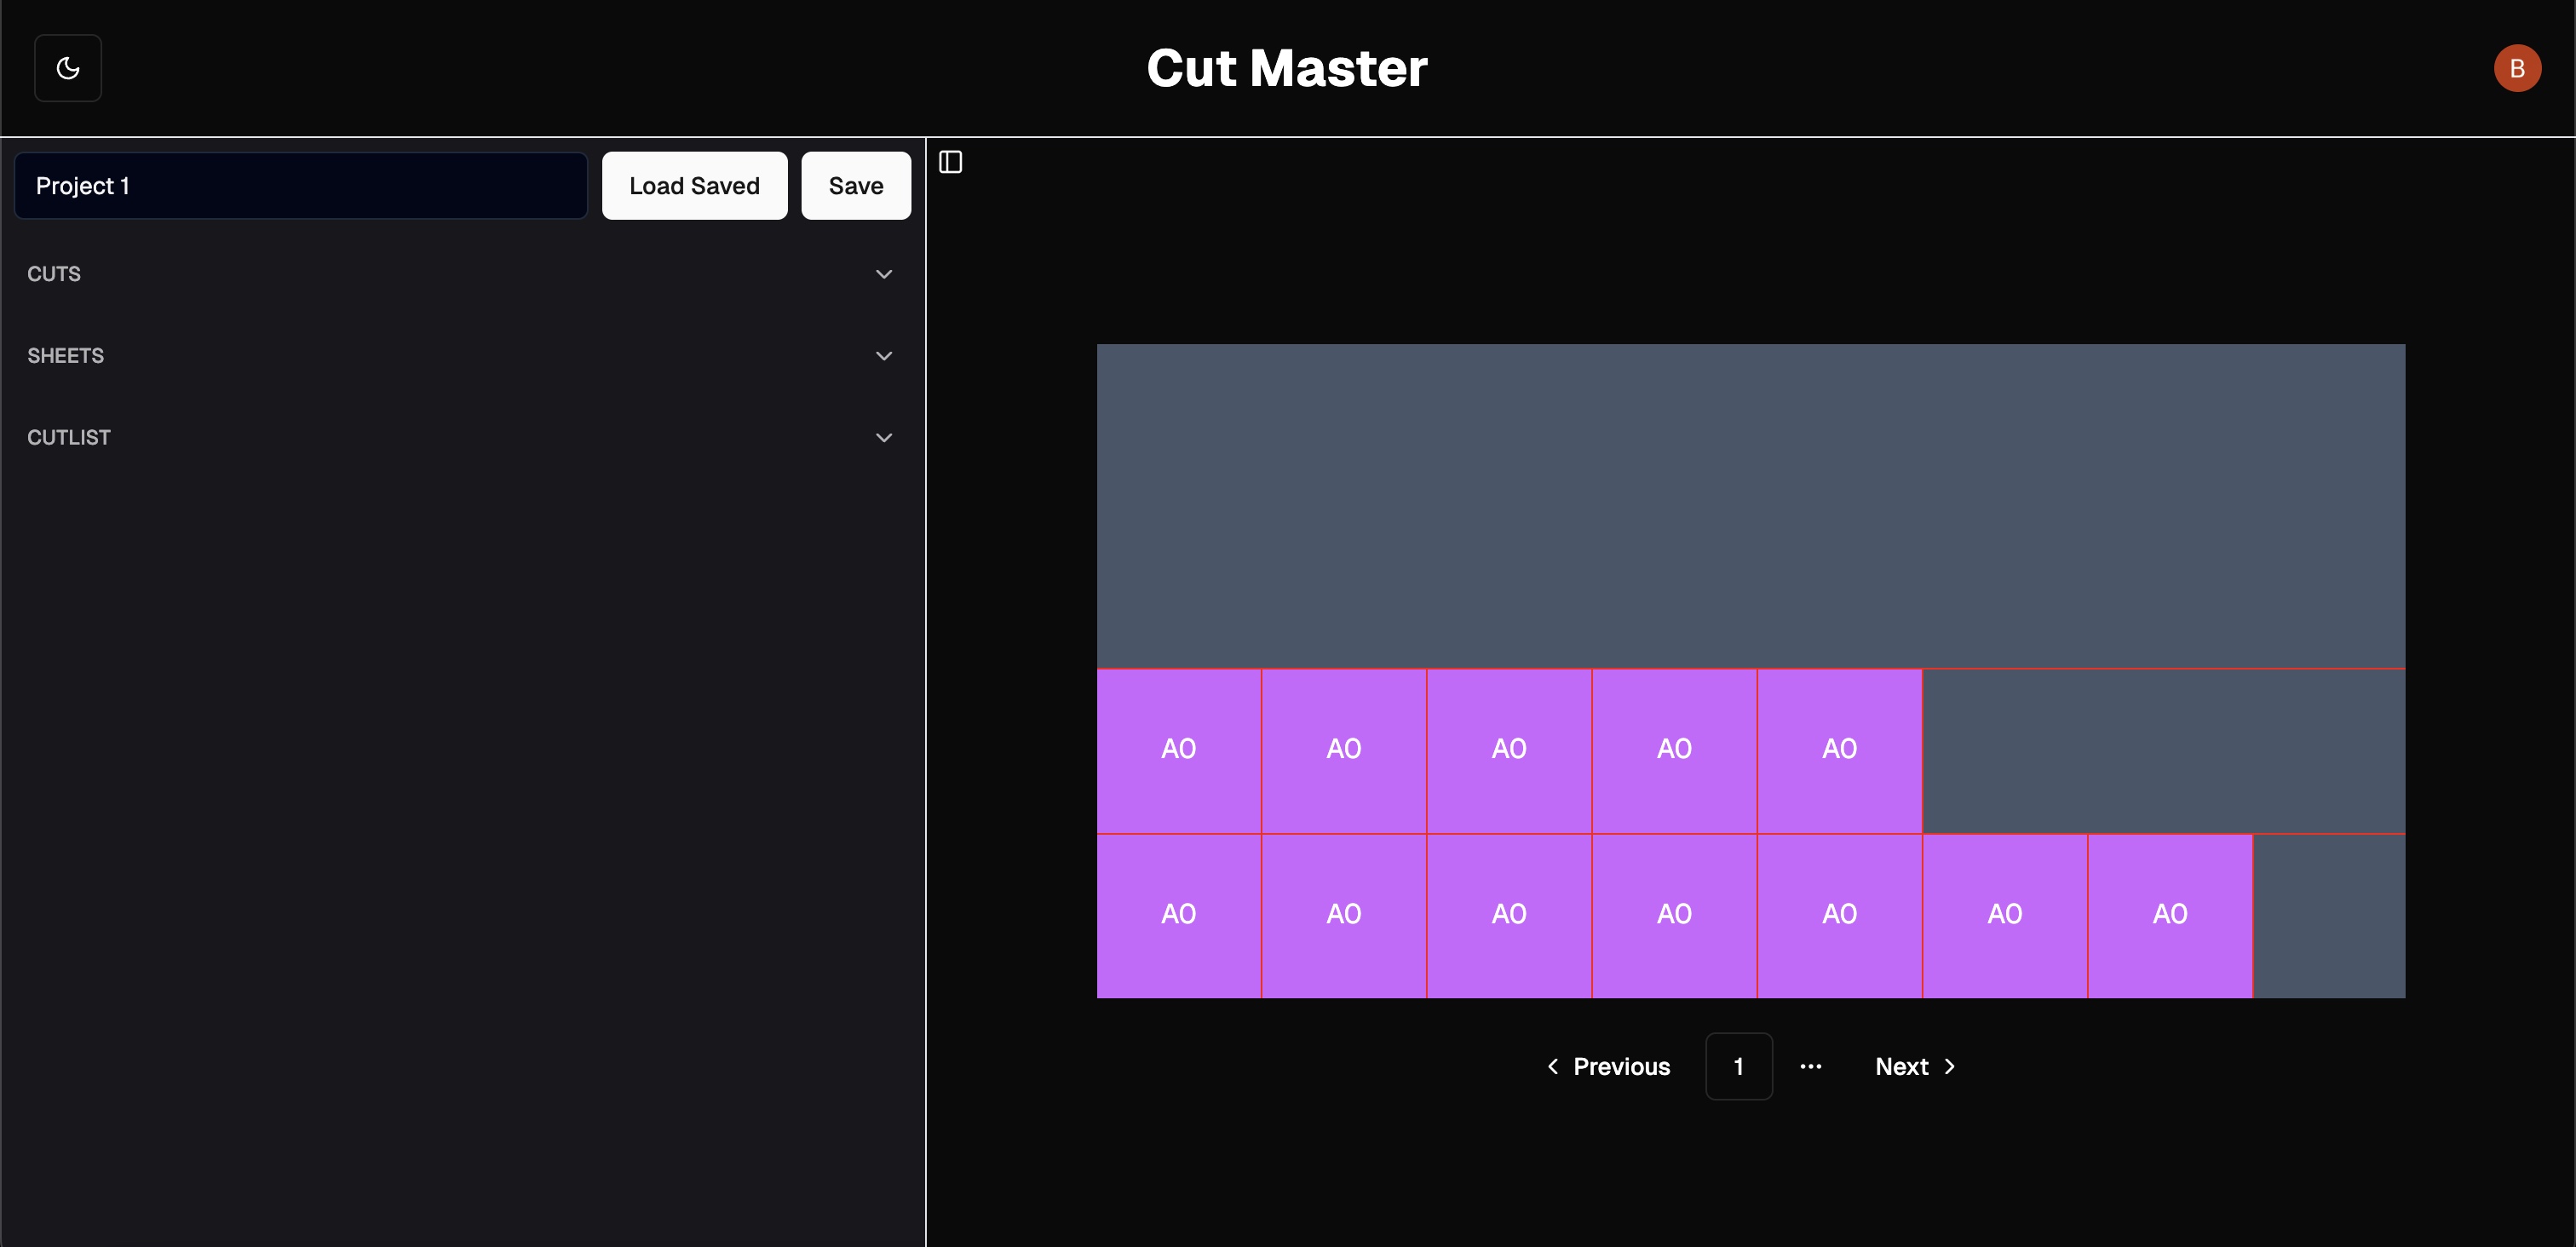 Cut Master
B
Project 1
Load Saved
Save
CUTS
SHEETS
CUTLIST
A0 A0 A0 A0 A0
A0 A0 A0 A0 A0 A0 A0
Previous 1 ... Next